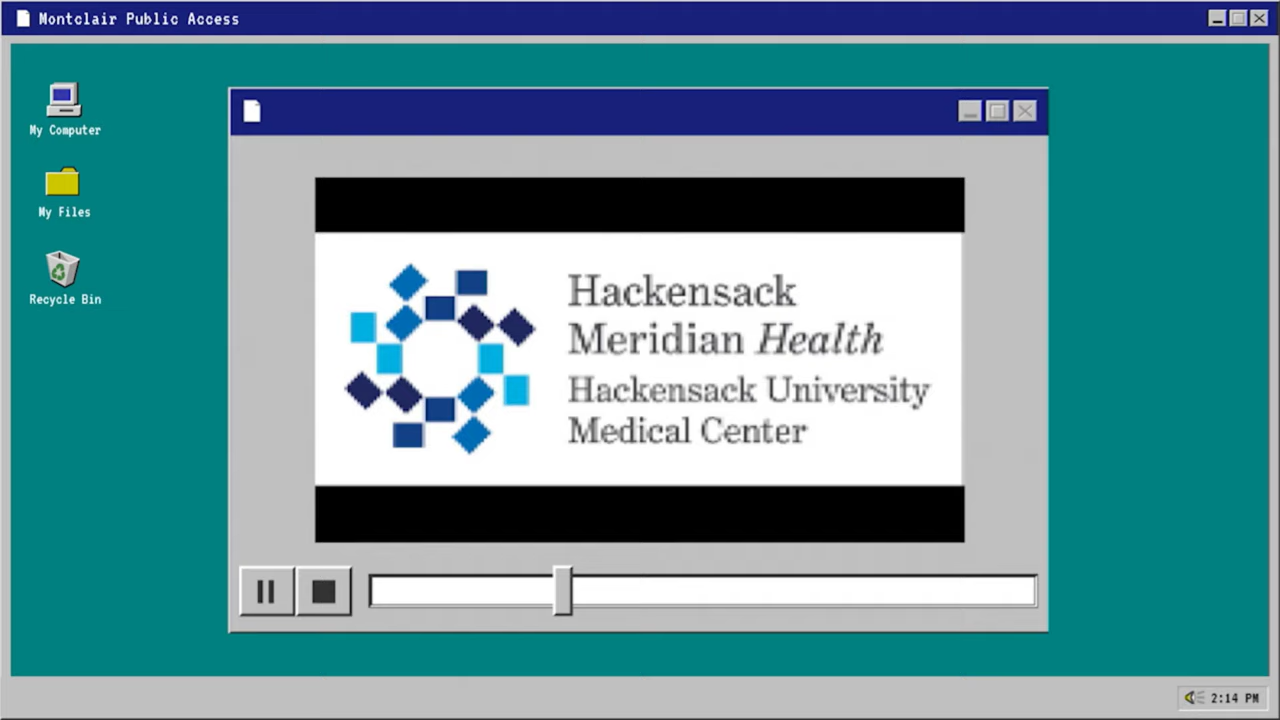 Montclair Public Access
My Computer
My Files
Recycle Bin
Hackensack
Meridian Health
Hackensack University
Medical Center
2:14 PM